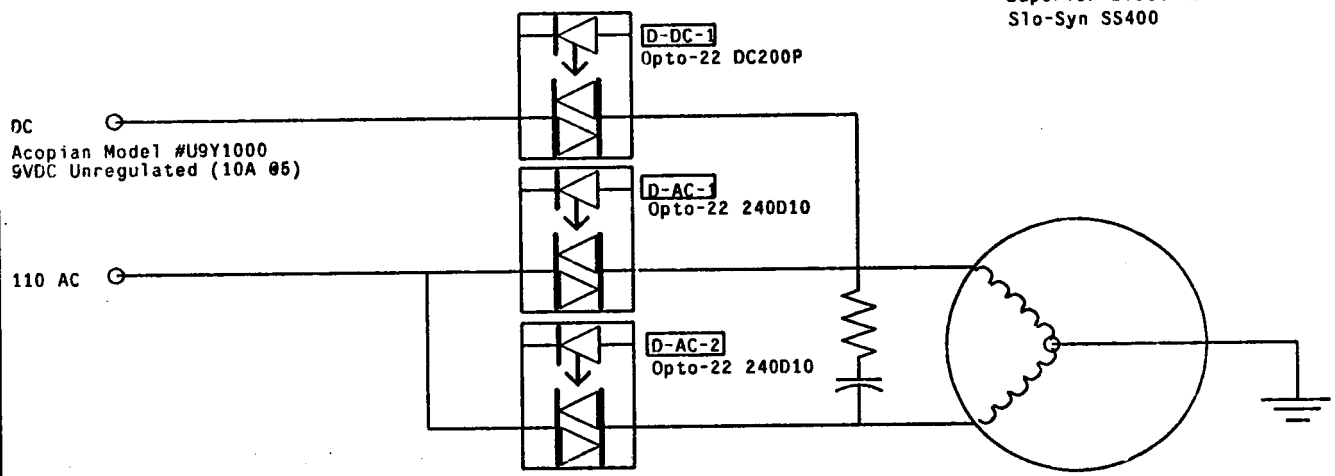 Slo-Syn SS400
D-DC-1
Opto-22 DC200P
DC
Acopian Model #U9Y1000
9VDC Unregulated (10A @5)
D-AC-1
Opto-22 240D10
110 AC
D-AC-2
Opto-22 240D10